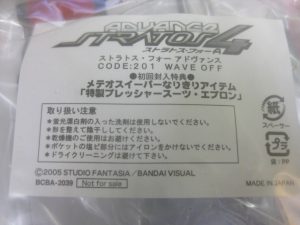 ADVANCE
STRATOS 4
ストラトス・フォー A
ストラトス・フォー アドヴァンス
CODE:201 WAVE OFF
●初回封入特典●
メテオスイーパーなりきりアイテム
「特製プレッシャースーツ・エプロン」
取り扱い注意
★蛍光漂白剤の入った洗剤は使用しないでください。
★形を整えて陰干ししてください。
★乾燥機のご使用はお避けください。
★ポケットの塩ビ部分にはアイロンをかけないでください。
★ドライクリーニングは避けて下さい。
紙
スペーサー
プラ
袋：PP
©2005 STUDIO FANTASIA／BANDAI VISUAL
BCBA-2039 Not for sale
MADE IN JAPAN